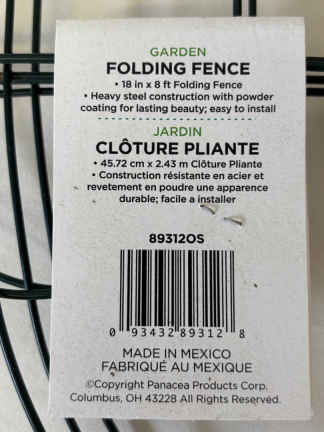 GARDEN
FOLDING FENCE
• 18 in x 8 ft Folding Fence
• Heavy steel construction with powder
coating for lasting beauty; easy to install
JARDIN
CLÔTURE PLIANTE
• 45.72 cm x 2.43 m Clôture Pliante
• Construction résistante en acier et
revetement en poudre une apparence
durable; facile a installer
89312OS
0 93432 89312 8
MADE IN MEXICO
FABRIQUÉ AU MEXIQUE
©Copyright Panacea Products Corp.
Columbus, OH 43228 All Rights Reserved.